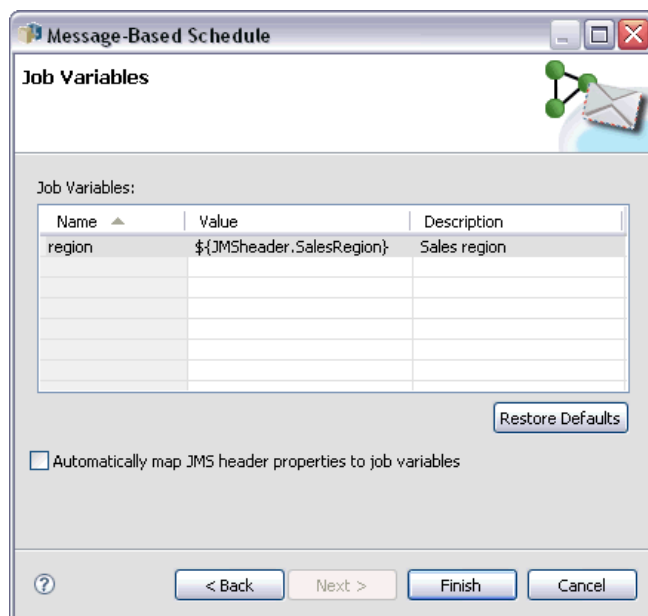 Message-Based Schedule
Job Variables
Job Variables:
Name Value Description
region ${JMSheader.SalesRegion} Sales region
Restore Defaults
Automatically map JMS header properties to job variables
? < Back Next > Finish Cancel